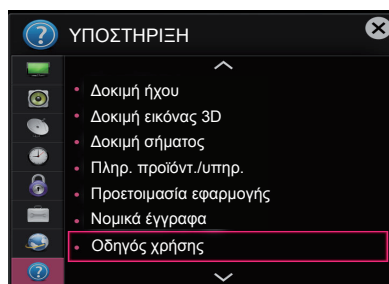 ΥΠΟΣΤΗΡΙΞΗ
• Δοκιμή ήχου
• Δοκιμή εικόνας 3D
• Δοκιμή σήματος
• Πληρ. προϊόντ./υπηρ.
• Προετοιμασία εφαρμογής
• Νομικά έγγραφα
• Οδηγός χρήσης